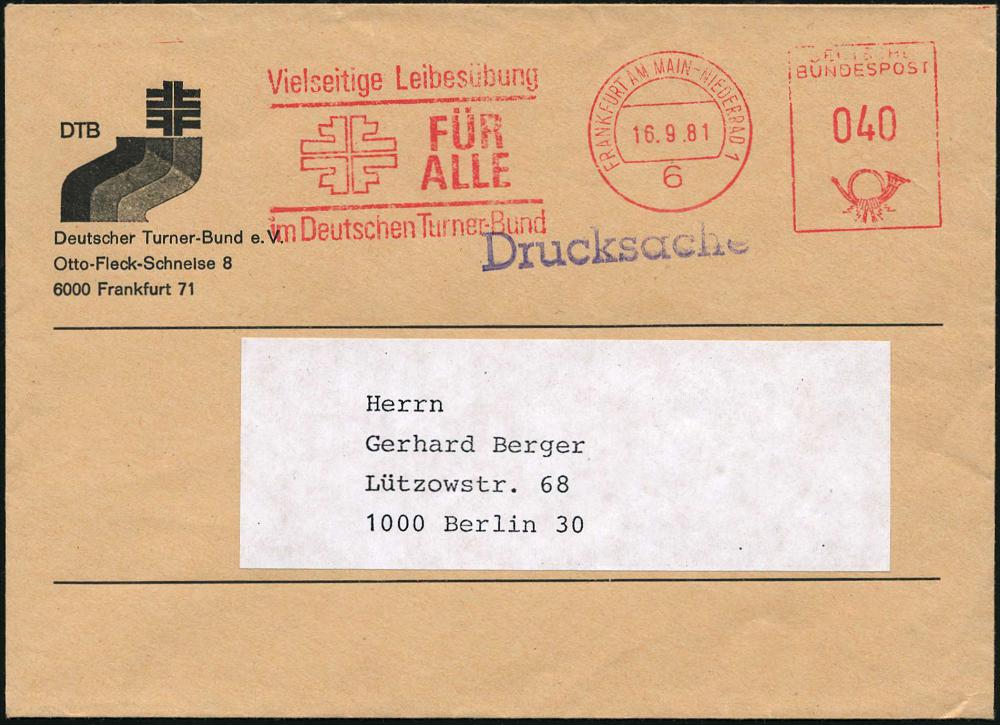 DTB
Deutscher Turner-Bund e.V.
Otto-Fleck-Schneise 8
6000 Frankfurt 71
Vielseitige Leibesübung
FÜR
ALLE
im Deutschen Turner-Bund
FRANKFURT AM MAIN-NIEDERRAD 1
16.9.81
6
DEUTSCHE
BUNDESPOST
040
Drucksache
Herrn
Gerhard Berger
Lützowstr. 68
1000 Berlin 30